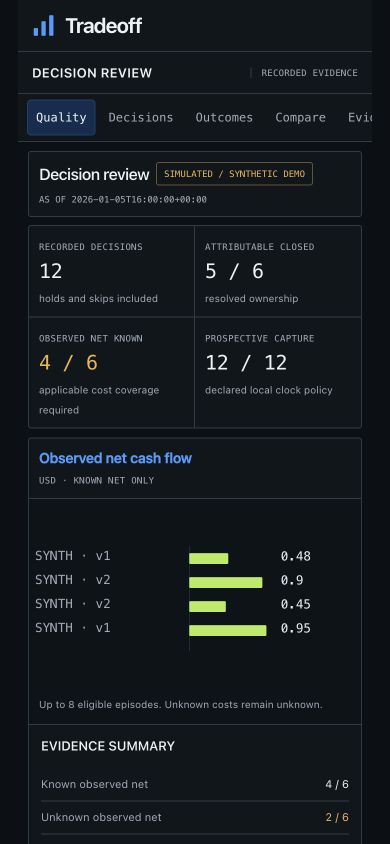 Tradeoff
DECISION REVIEW
RECORDED EVIDENCE
Quality Decisions Outcomes Compare
Decision review
SIMULATED / SYNTHETIC DEMO
AS OF 2026-01-05T16:00:00+00:00
RECORDED DECISIONS
12
holds and skips included
ATTRIBUTABLE CLOSED
5 / 6
resolved ownership
OBSERVED NET KNOWN
4 / 6
applicable cost coverage
required
PROSPECTIVE CAPTURE
12 / 12
declared local clock policy
Observed net cash flow
USD · KNOWN NET ONLY
SYNTH · v1 0.48
SYNTH · v2 0.9
SYNTH · v2 0.45
SYNTH · v1 0.95
Up to 8 eligible episodes. Unknown costs remain unknown.
EVIDENCE SUMMARY
Known observed net 4 / 6
Unknown observed net 2 / 6